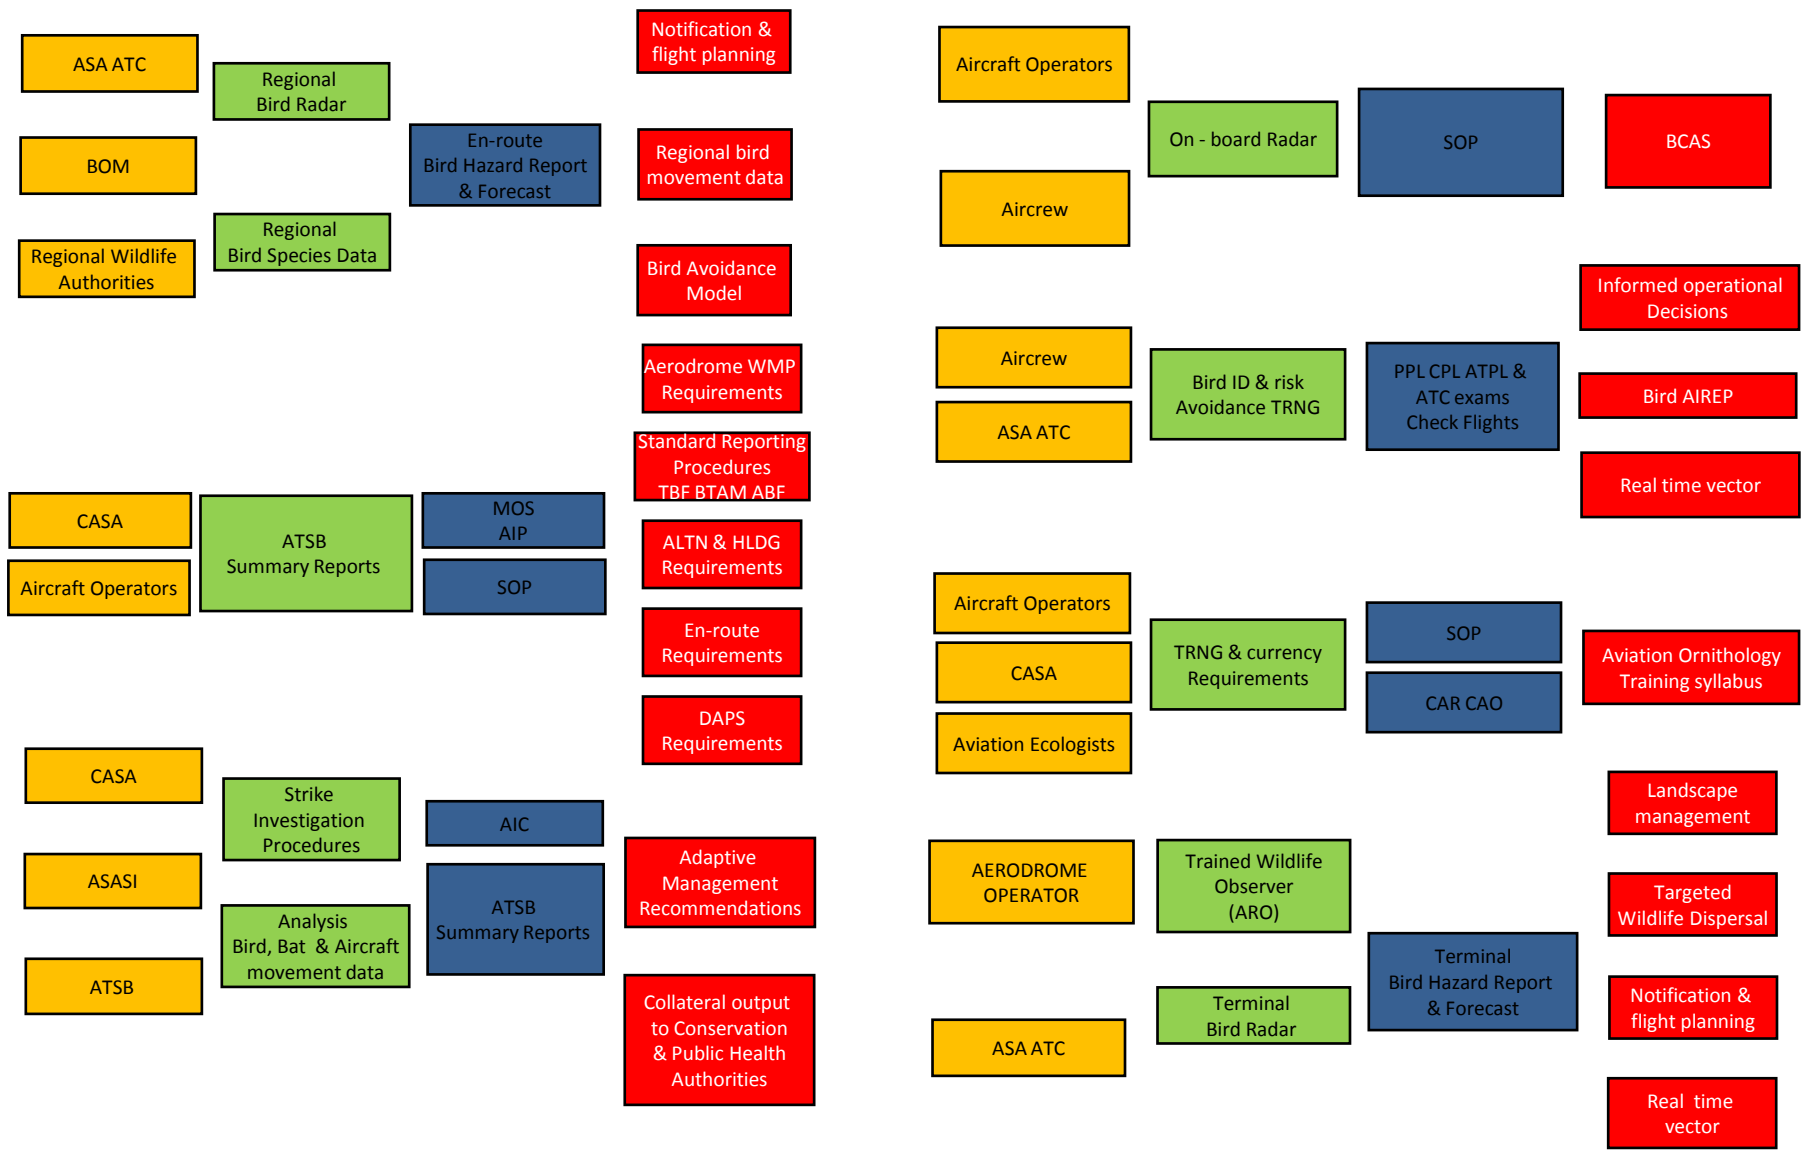 ASA ATC
BOM
Regional Wildlife
Authorities
Regional
Bird Radar
Regional
Bird Species Data
En-route
Bird Hazard Report
& Forecast
Notification &
flight planning
Regional bird
movement data
Bird Avoidance
Model
CASA
Aircraft Operators
ATSB
Summary Reports
MOS
AIP
SOP
Aerodrome WMP
Requirements
Standard Reporting
Procedures
TBF BTAM ABF
ALTN & HLDG
Requirements
En-route
Requirements
DAPS
Requirements
CASA
ASASI
ATSB
Strike
Investigation
Procedures
Analysis
Bird, Bat & Aircraft
movement data
AIC
ATSB
Summary Reports
Adaptive
Management
Recommendations
Collateral output
to Conservation
& Public Health
Authorities
Aircraft Operators
Aircrew
On - board Radar
SOP
BCAS
Aircrew
ASA ATC
Bird ID & risk
Avoidance TRNG
PPL CPL ATPL &
ATC exams
Check Flights
Informed operational
Decisions
Bird AIREP
Real time vector
Aircraft Operators
CASA
Aviation Ecologists
TRNG & currency
Requirements
SOP
CAR CAO
Aviation Ornithology
Training syllabus
AERODROME
OPERATOR
ASA ATC
Trained Wildlife
Observer
(ARO)
Terminal
Bird Radar
Terminal
Bird Hazard Report
& Forecast
Landscape
management
Targeted
Wildlife Dispersal
Notification &
flight planning
Real time
vector